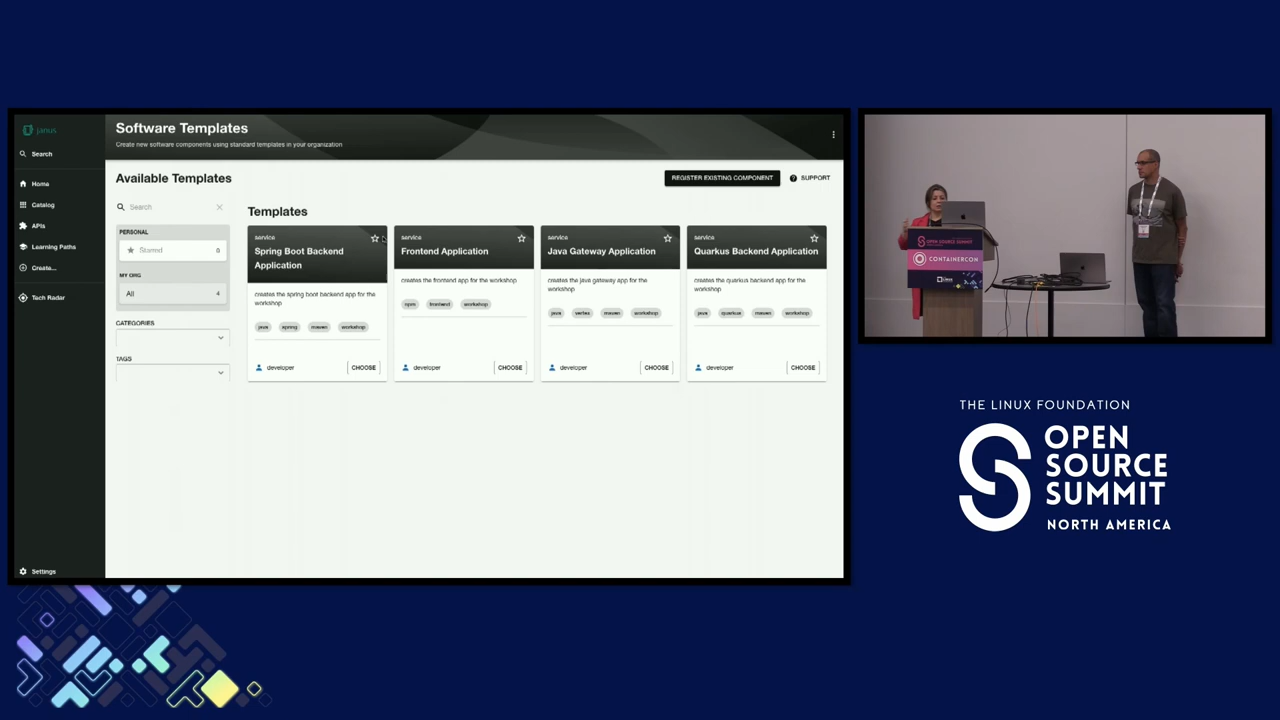 janus
Search
Home
Catalog
APIs
Learning Paths
Create...
Tech Radar
Settings
Software Templates
Create new software components using standard templates in your organization
Available Templates
REGISTER EXISTING COMPONENT
SUPPORT
Search
PERSONAL
Starred 0
MY ORG
All 4
CATEGORIES
TAGS
Templates
service
Spring Boot Backend
Application
creates the spring boot backend app for the
workshop
java spring maven workshop
developer CHOOSE
service
Frontend Application
creates the frontend app for the workshop
npm frontend workshop
developer CHOOSE
service
Java Gateway Application
creates the java gateway app for the
workshop
java vertex maven workshop
developer CHOOSE
service
Quarkus Backend Application
creates the quarkus backend app for the
workshop
java quarkus maven workshop
developer CHOOSE
OPEN SOURCE SUMMIT
CONTAINERCON
THE LINUX FOUNDATION
OPEN
SOURCE
SUMMIT
NORTH AMERICA